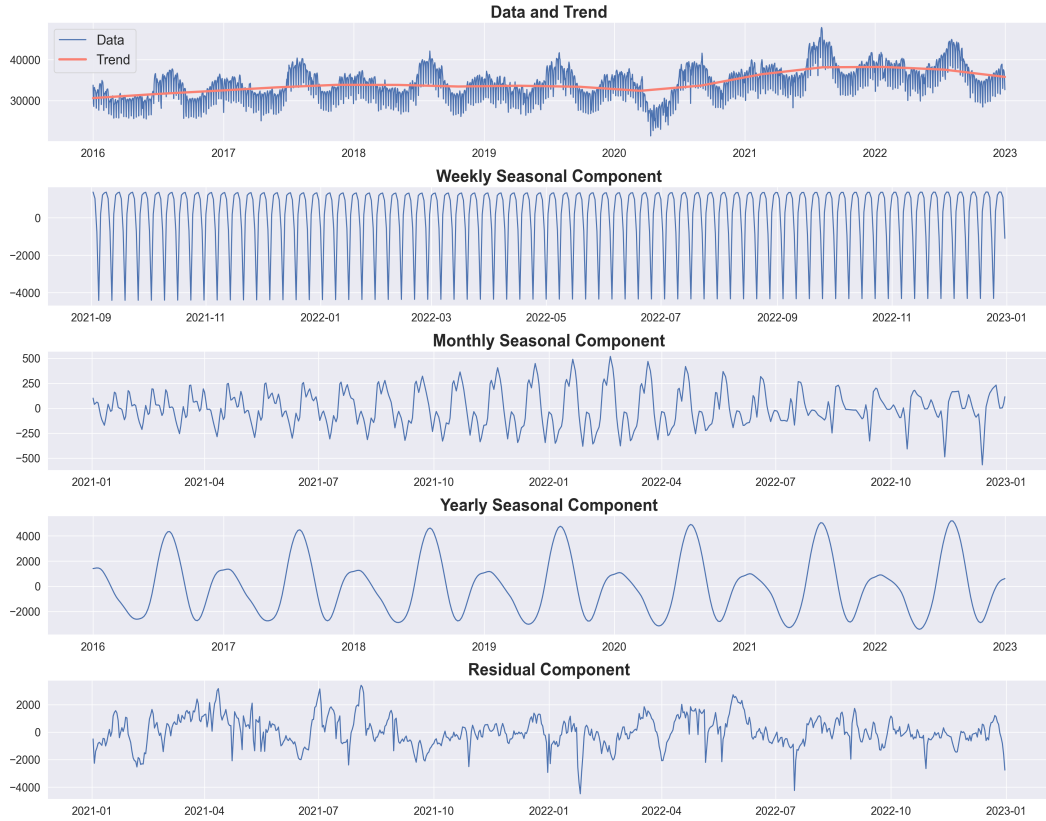 Data and Trend
Data
Trend
40000
30000
2016 2017 2018 2019 2020 2021 2022 2023
Weekly Seasonal Component
0
−2000
−4000
2021-09 2021-11 2022-01 2022-03 2022-05 2022-07 2022-09 2022-11 2023-01
Monthly Seasonal Component
500
250
0
−250
−500
2021-01 2021-04 2021-07 2021-10 2022-01 2022-04 2022-07 2022-10 2023-01
Yearly Seasonal Component
4000
2000
0
−2000
2016 2017 2018 2019 2020 2021 2022 2023
Residual Component
2000
0
−2000
−4000
2021-01 2021-04 2021-07 2021-10 2022-01 2022-04 2022-07 2022-10 2023-01